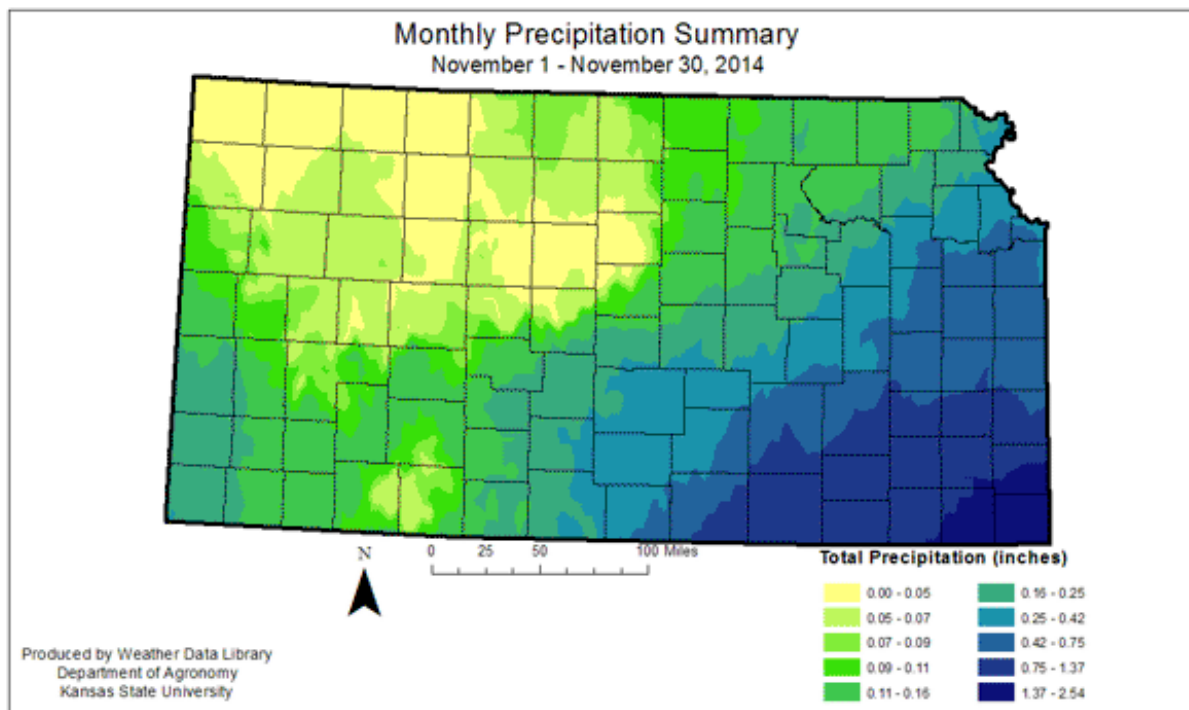 Monthly Precipitation Summary
November 1 - November 30, 2014
N
0 25 50 100 Miles
Total Precipitation (inches)
0.00 - 0.05
0.05 - 0.07
0.07 - 0.09
0.09 - 0.11
0.11 - 0.16
0.16 - 0.25
0.25 - 0.42
0.42 - 0.75
0.75 - 1.37
1.37 - 2.54
Produced by Weather Data Library
Department of Agronomy
Kansas State University